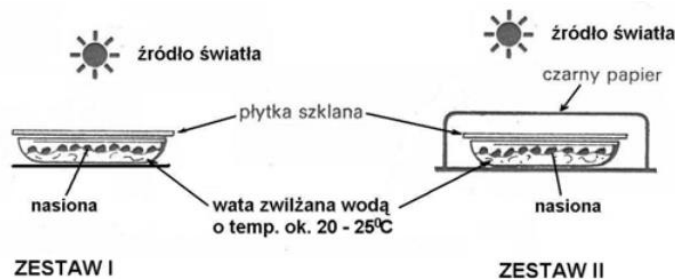 źródło światła
źródło światła
czarny papier
płytka szklana
nasiona
wata zwilżana wodą
o temp. ok. 20 - 25⁰C
nasiona
ZESTAW I
ZESTAW II